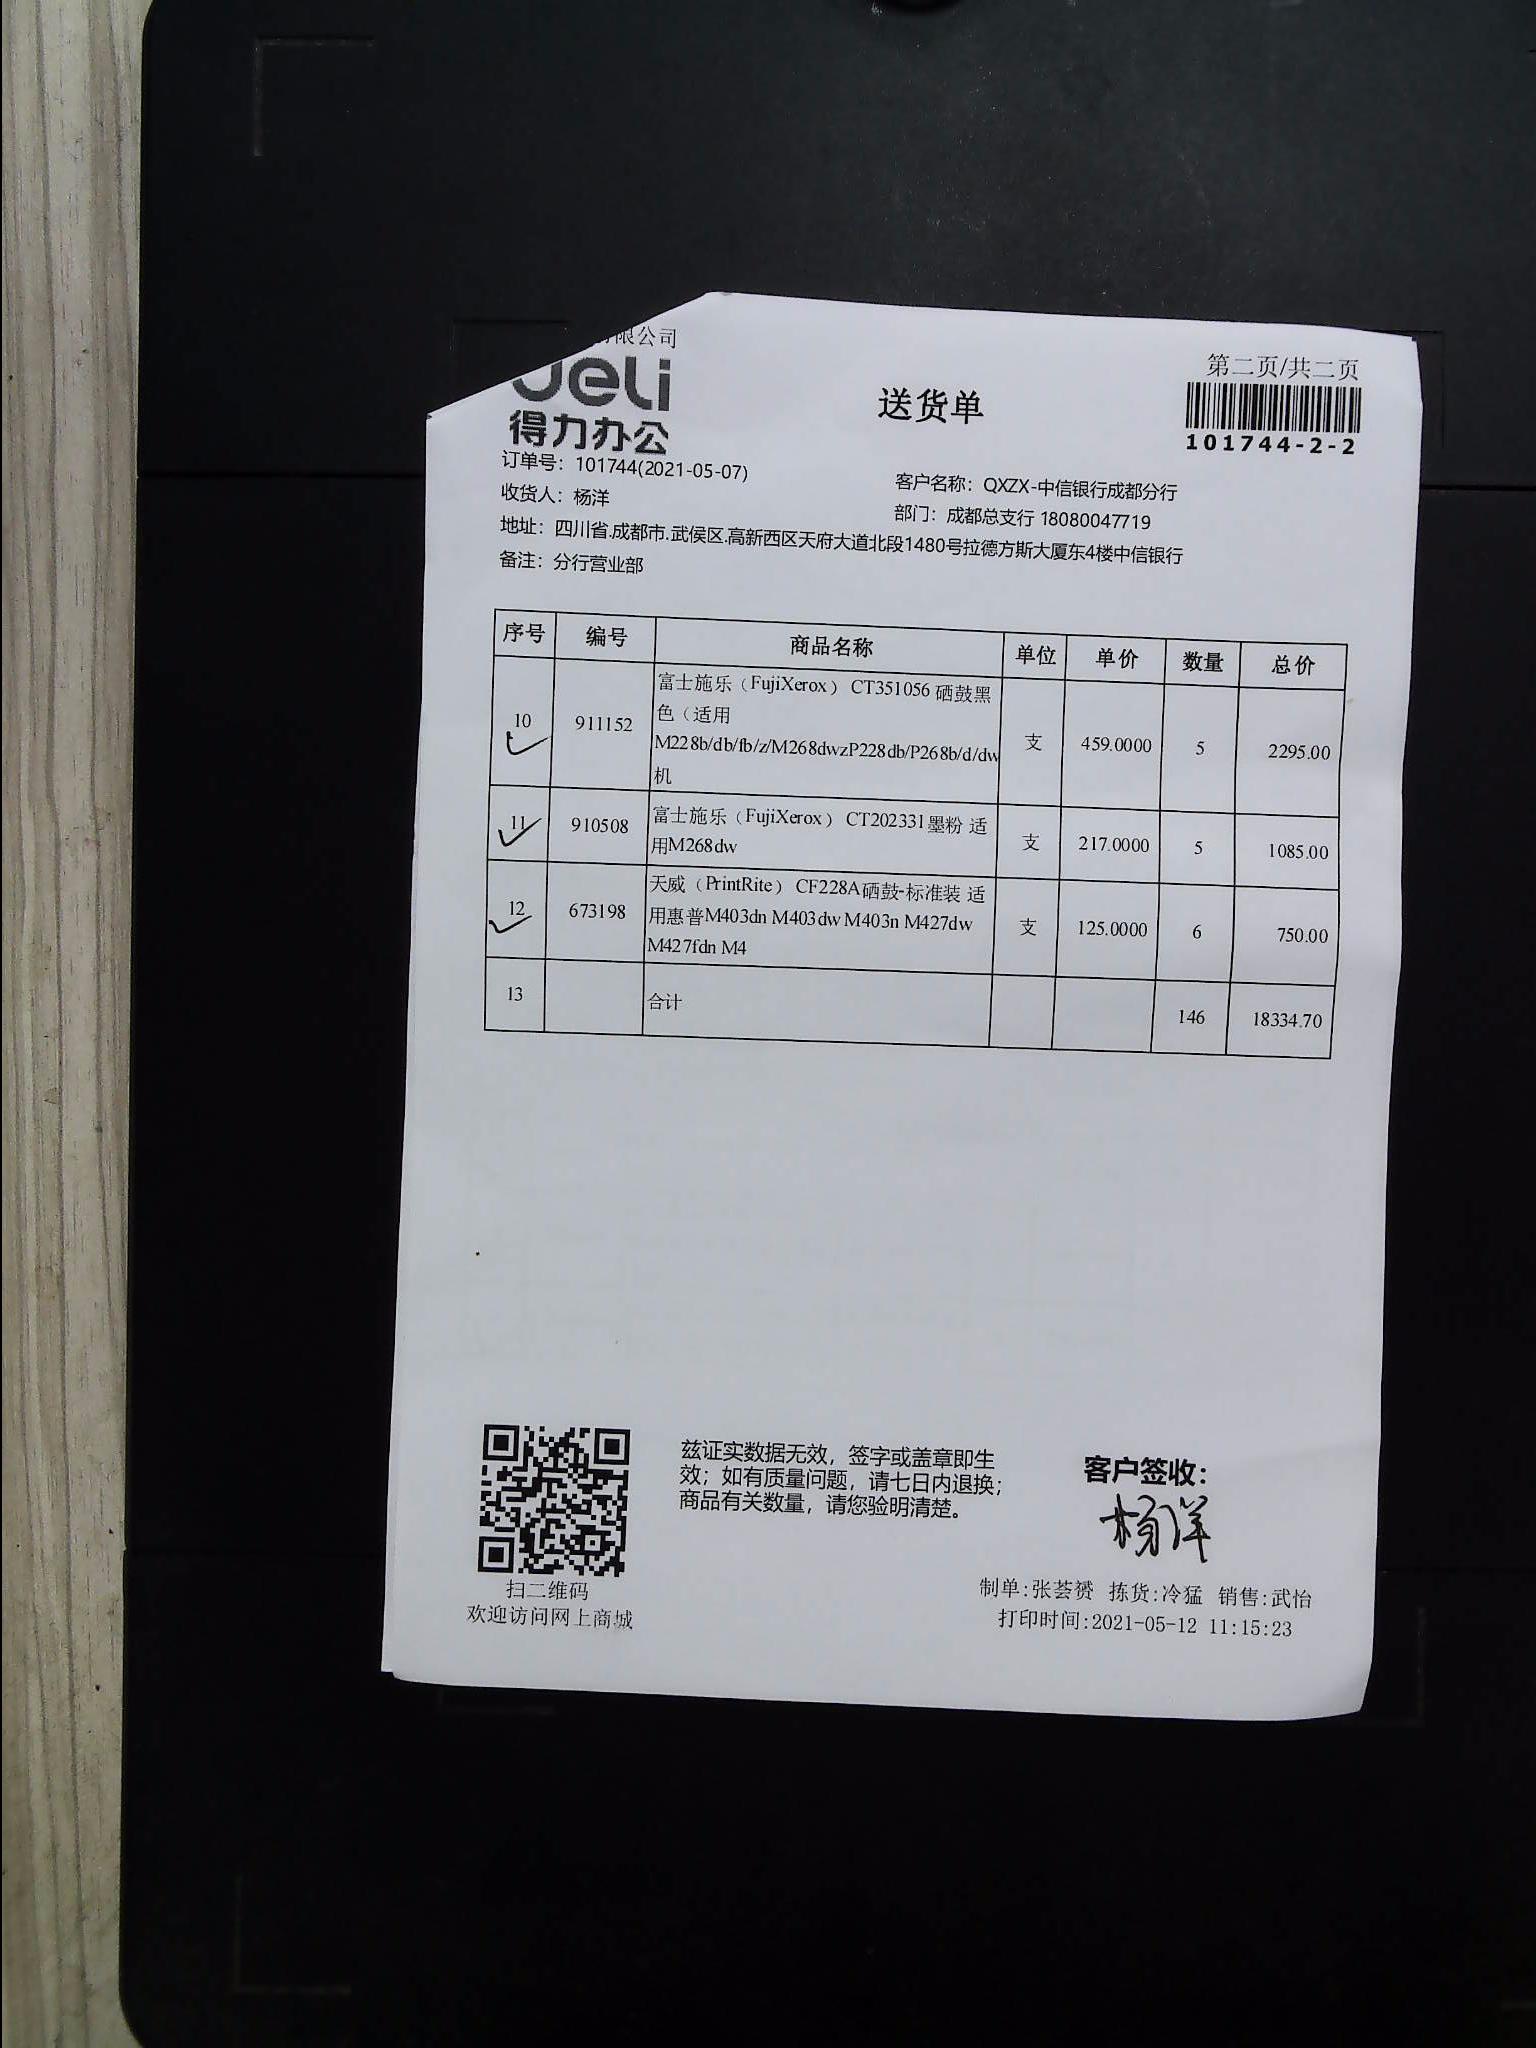 限公司
deli
得力办公
送货单
第二页/共二页
101744-2-2
订单号：101744(2021-05-07)
客户名称：QXZX-中信银行成都分行
收货人：杨洋
部门：成都总支行 18080047719
地址：四川省.成都市.武侯区.高新西区天府大道北段1480号拉德方斯大厦东4楼中信银行
备注：分行营业部
序号 编号 商品名称 单位 单价 数量 总价
富士施乐（FujiXerox） CT351056 硒鼓黑
色（适用
10 911152 M228b/db/fb/z/M268dwzP228db/P268b/d/dw 支 459.0000 5 2295.00
机
11 910508 富士施乐（FujiXerox） CT202331墨粉 适 支 217.0000 5 1085.00
用M268dw
天威（PrintRite） CF228A硒鼓-标准装 适
12 673198 用惠普M403dn M403dw M403n M427dw 支 125.0000 6 750.00
M427fdn M4
13 合计 146 18334.70
兹证实数据无效，签字或盖章即生
效；如有质量问题，请七日内退换；
商品有关数量，请您验明清楚。
客户签收：
杨洋
扫二维码
欢迎访问网上商城
制单:张荟赟 拣货:冷猛 销售:武怡
打印时间:2021-05-12 11:15:23